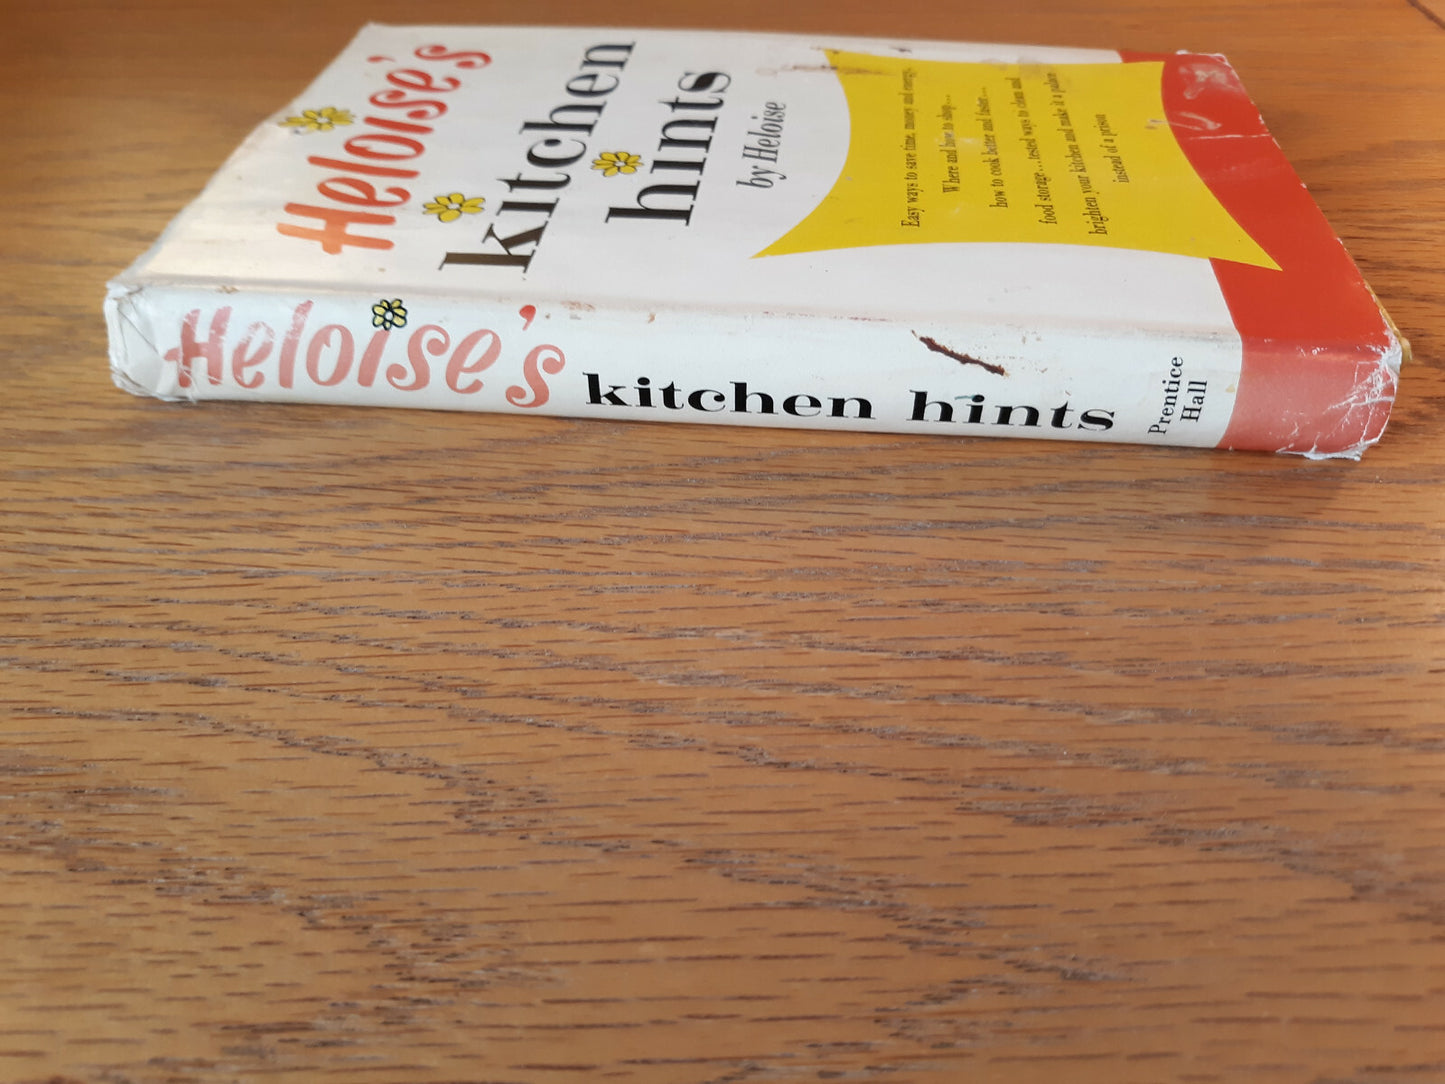 Heloise's
kitchen
hints
by Heloise
Easy ways to save time, money and energy.
Where and how to shop...
how to cook better and faster...
food storage...tested ways to clean and
brighten your kitchen and make it a palace
instead of a prison
Heloise's kitchen hints
Prentice
Hall